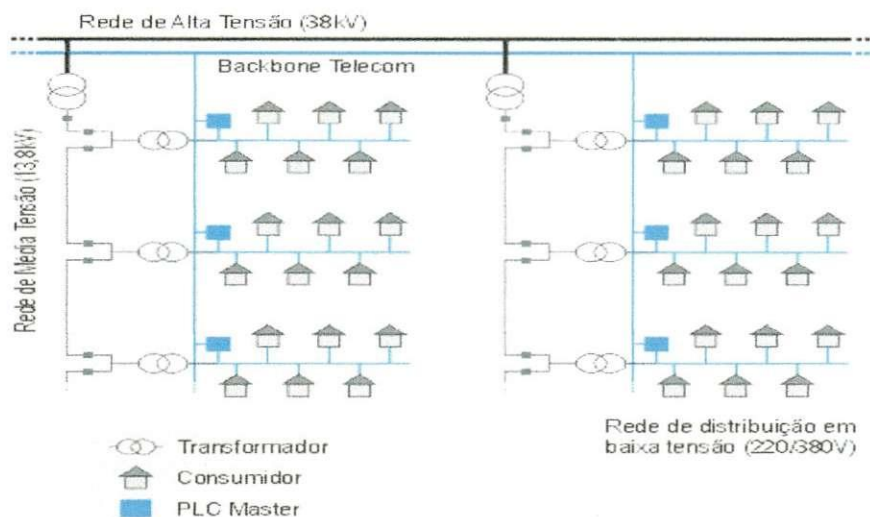 Rede de Alta Tensão (38kV)
Backbone Telecom
Rede de Média Tensão (13,8kV)
Rede de distribuição em
baixa tensão (220/380V)
Transformador
Consumidor
PLC Master